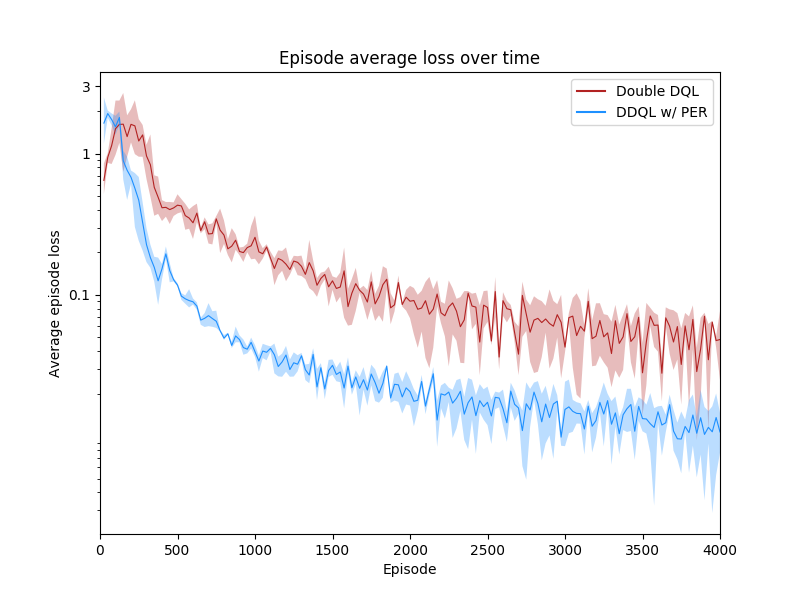 Episode average loss over time
Double DQL
DDQL w/ PER
3
1
0.1
Average episode loss
0 500 1000 1500 2000 2500 3000 3500 4000
Episode